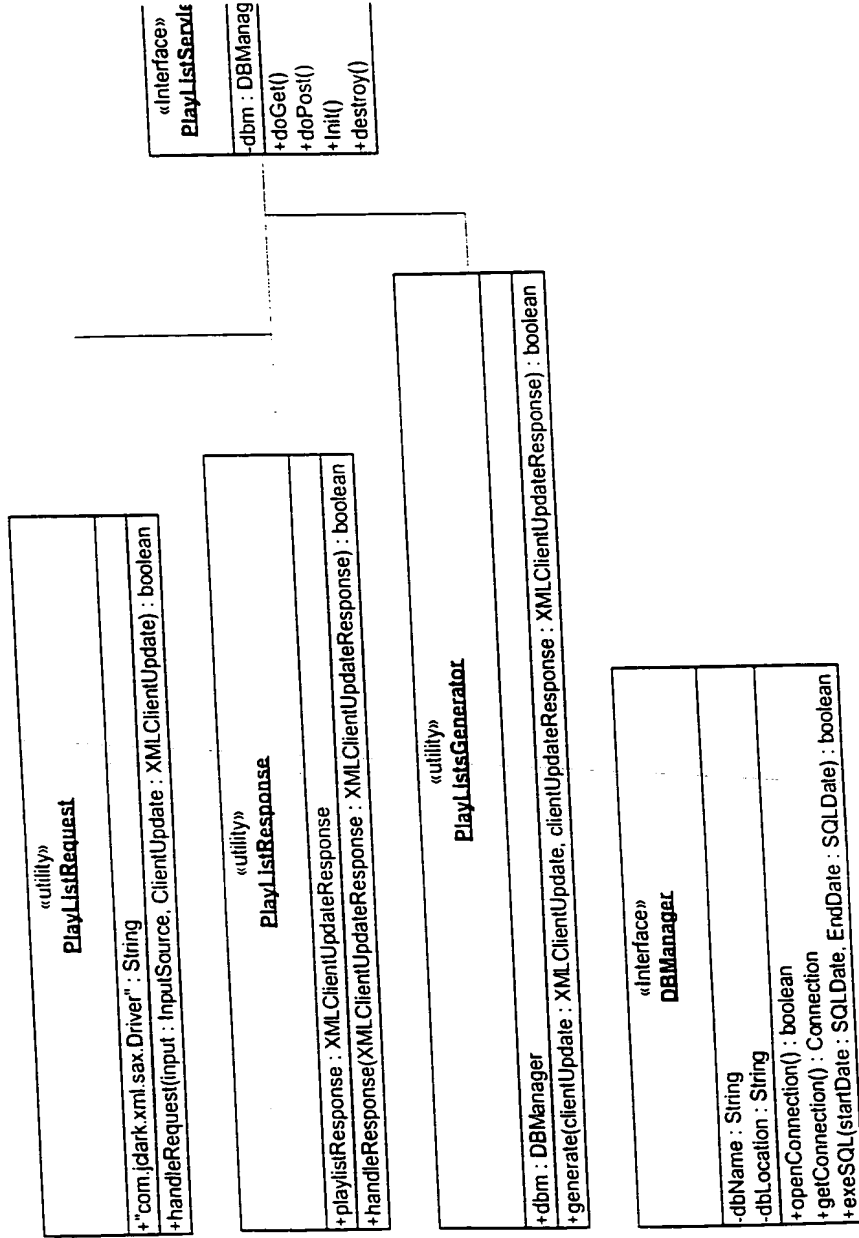 «utility»
PlayListRequest
+"com.jdark.xml.sax.Driver" : String
+handleRequest(input : InputSource, ClientUpdate : XMLClientUpdate) : boolean
«utility»
PlayListResponse
+playlistResponse : XMLClientUpdateResponse
+handleResponse(XMLClientUpdateResponse : XMLClientUpdateResponse) : boolean
«utility»
PlayListsGenerator
+dbm : DBManager
+generate(clientUpdate : XMLClientUpdate, clientUpdateResponse : XMLClientUpdateResponse) : boolean
«Interface»
DBManager
-dbName : String
-dbLocation : String
+openConnection() : boolean
+getConnection() : Connection
+exeSQL(startDate : SQLDate, EndDate : SQLDate) : boolean
«Interface»
PlayListServle
-dbm : DBManag
+doGet()
+doPost()
+Init()
+destroy()